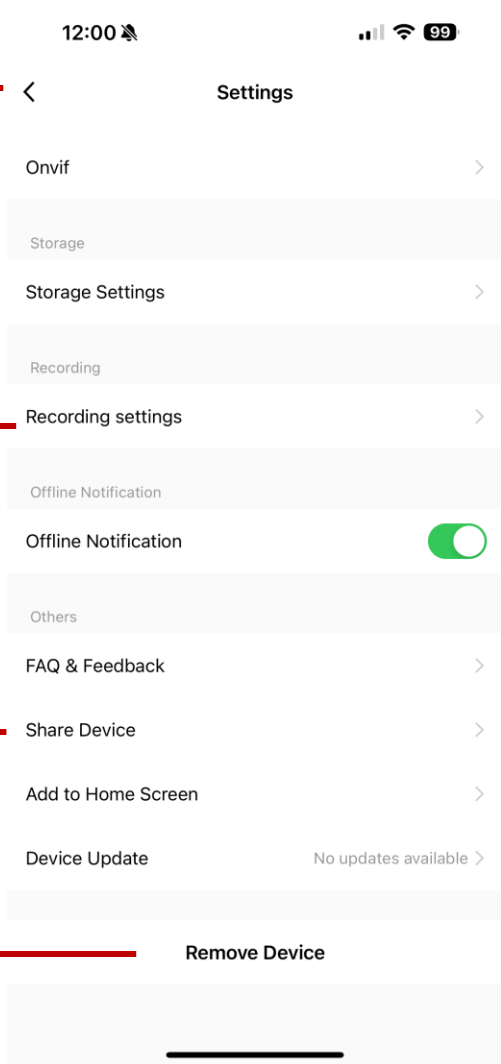 12:00
99
Settings
Onvif
Storage
Storage Settings
Recording
Recording settings
Offline Notification
Offline Notification
Others
FAQ & Feedback
Share Device
Add to Home Screen
Device Update No updates available
Remove Device